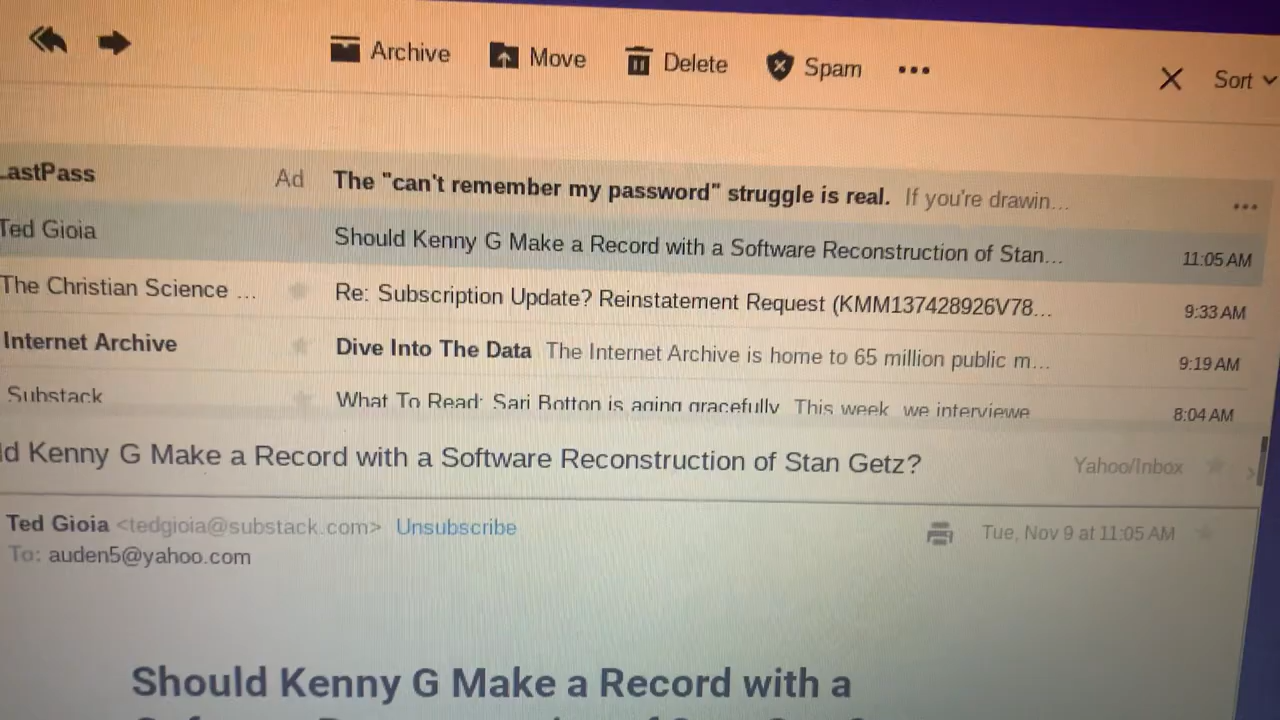 Archive Move Delete Spam ••• Sort
LastPass Ad The "can't remember my password" struggle is real. If you're drawin... •••
Ted Gioia Should Kenny G Make a Record with a Software Reconstruction of Stan... 11:05 AM
The Christian Science ... Re: Subscription Update? Reinstatement Request (KMM137428926V78... 9:33 AM
Internet Archive Dive Into The Data The Internet Archive is home to 65 million public m... 9:19 AM
Substack What To Read: Sari Botton is aging gracefully This week, we interviewe 8:04 AM
ld Kenny G Make a Record with a Software Reconstruction of Stan Getz? Yahoo/Inbox
Ted Gioia <tedgioia@substack.com> Unsubscribe Tue, Nov 9 at 11:05 AM
To: auden5@yahoo.com
Should Kenny G Make a Record with a